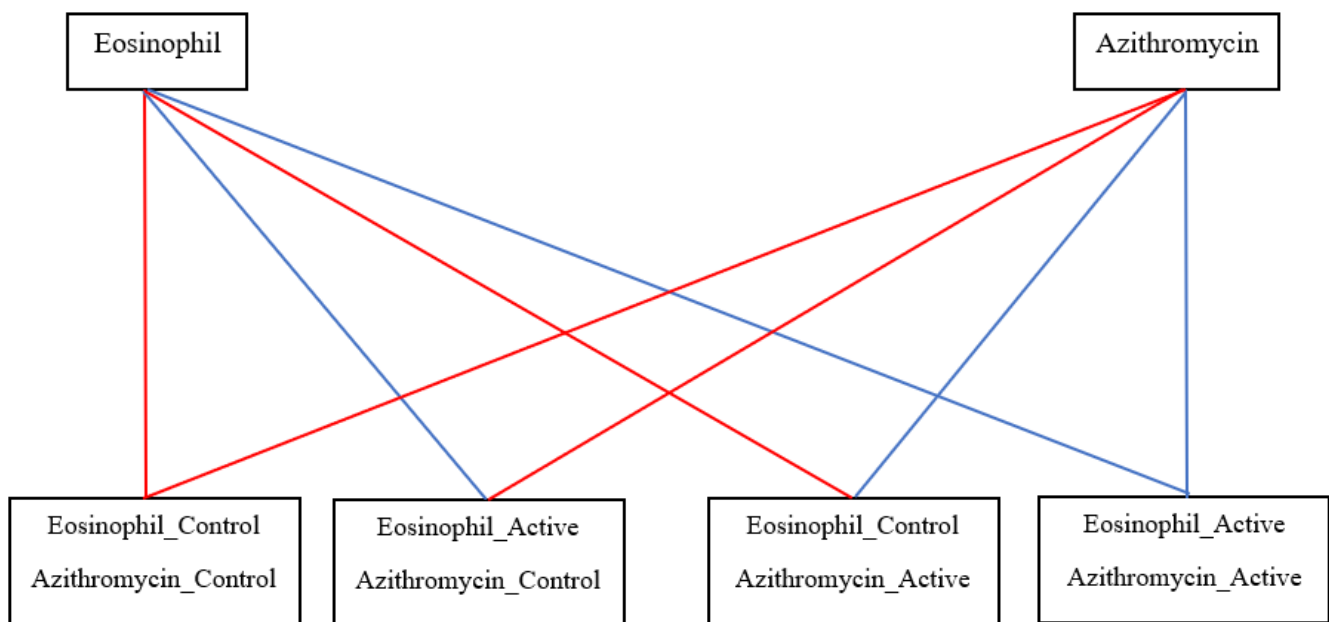 Eosinophil
Azithromycin
Eosinophil_Control
Azithromycin_Control
Eosinophil_Active
Azithromycin_Control
Eosinophil_Control
Azithromycin_Active
Eosinophil_Active
Azithromycin_Active